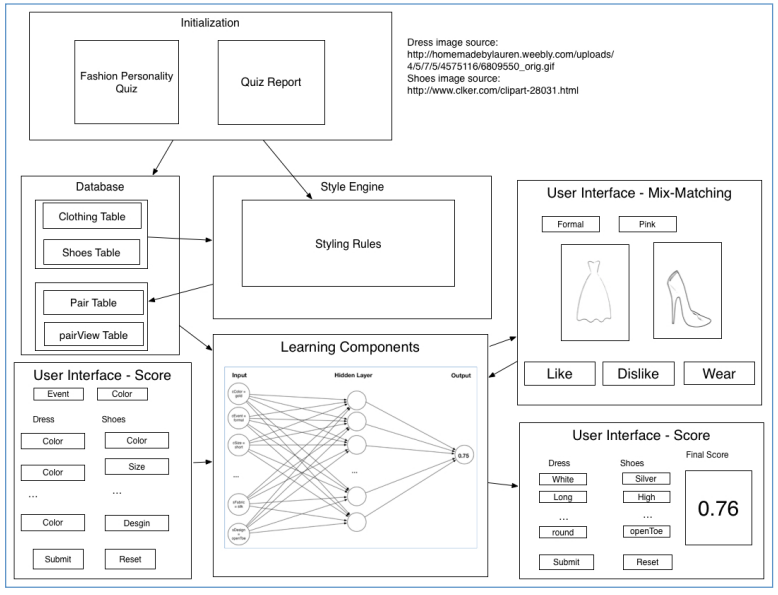 Initialization
Fashion Personality
Quiz
Quiz Report
Dress image source:
http://homemadebylauren.weebly.com/uploads/
4/5/7/5/4575116/6809550_orig.gif
Shoes image source:
http://www.clker.com/clipart-28031.html
Database
Clothing Table
Shoes Table
Pair Table
pairView Table
Style Engine
Styling Rules
User Interface - Mix-Matching
Formal
Pink
Like
Dislike
Wear
Learning Components
Input
Hidden Layer
Output
gold
formal
short
...
...
openToe
0.75
User Interface - Score
Event
Color
Dress
Shoes
Color
Color
Color
Size
...
...
Color
Desgin
Submit
Reset
User Interface - Score
Dress
Shoes
Final Score
White
Silver
Long
High
...
...
round
openToe
0.76
Submit
Reset